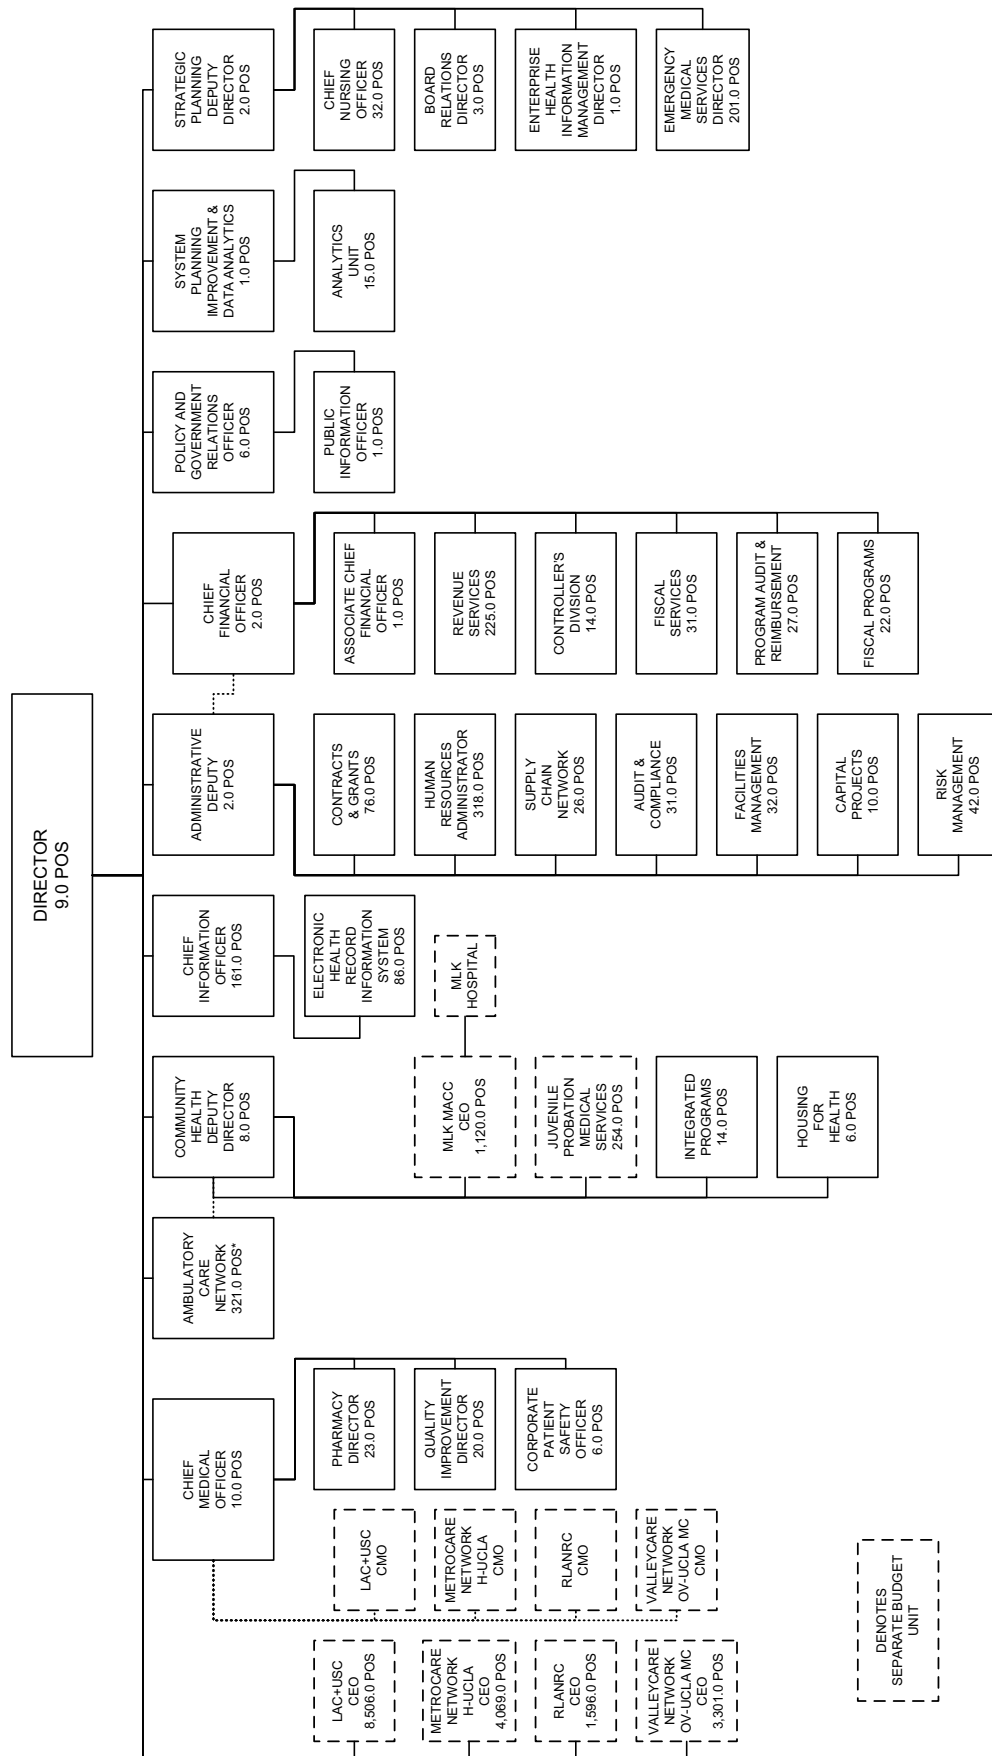 DIRECTOR
9.0 POS
CHIEF
MEDICAL
OFFICER
10.0 POS
AMBULATORY
CARE
NETWORK
321.0 POS*
COMMUNITY
HEALTH
DEPUTY
DIRECTOR
8.0 POS
CHIEF
INFORMATION
OFFICER
161.0 POS
ADMINISTRATIVE
DEPUTY
2.0 POS
CHIEF
FINANCIAL
OFFICER
2.0 POS
POLICY AND
GOVERNMENT
RELATIONS
OFFICER
6.0 POS
SYSTEM
PLANNING
IMPROVEMENT &
DATA ANALYTICS
1.0 POS
STRATEGIC
PLANNING
DEPUTY
DIRECTOR
2.0 POS
LAC+USC
CEO
8,506.0 POS
METROCARE
NETWORK
H-UCLA
CEO
4,069.0 POS
RLANRC
CEO
1,596.0 POS
VALLEYCARE
NETWORK
OV-UCLA MC
CEO
3,301.0 POS
LAC+USC
CMO
METROCARE
NETWORK
H-UCLA
CMO
RLANRC
CMO
VALLEYCARE
NETWORK
OV-UCLA MC
CMO
PHARMACY
DIRECTOR
23.0 POS
QUALITY
IMPROVEMENT
DIRECTOR
20.0 POS
CORPORATE
PATIENT
SAFETY
OFFICER
6.0 POS
MLK MACC
CEO
1,120.0 POS
MLK
HOSPITAL
JUVENILE
PROBATION
MEDICAL
SERVICES
254.0 POS
INTEGRATED
PROGRAMS
14.0 POS
HOUSING
FOR
HEALTH
6.0 POS
ELECTRONIC
HEALTH
RECORD
INFORMATION
SYSTEM
86.0 POS
CONTRACTS
& GRANTS
76.0 POS
HUMAN
RESOURCES
ADMINISTRATOR
318.0 POS
SUPPLY
CHAIN
NETWORK
26.0 POS
AUDIT &
COMPLIANCE
31.0 POS
FACILITIES
MANAGEMENT
32.0 POS
CAPITAL
PROJECTS
10.0 POS
RISK
MANAGEMENT
42.0 POS
ASSOCIATE CHIEF
FINANCIAL
OFFICER
1.0 POS
REVENUE
SERVICES
225.0 POS
CONTROLLER'S
DIVISION
14.0 POS
FISCAL
SERVICES
31.0 POS
PROGRAM AUDIT &
REIMBURSEMENT
27.0 POS
FISCAL PROGRAMS
22.0 POS
PUBLIC
INFORMATION
OFFICER
1.0 POS
ANALYTICS
UNIT
15.0 POS
CHIEF
NURSING
OFFICER
32.0 POS
BOARD
RELATIONS
DIRECTOR
3.0 POS
ENTERPRISE
HEALTH
INFORMATION
MANAGEMENT
DIRECTOR
1.0 POS
EMERGENCY
MEDICAL
SERVICES
DIRECTOR
201.0 POS
DENOTES
SEPARATE BUDGET
UNIT